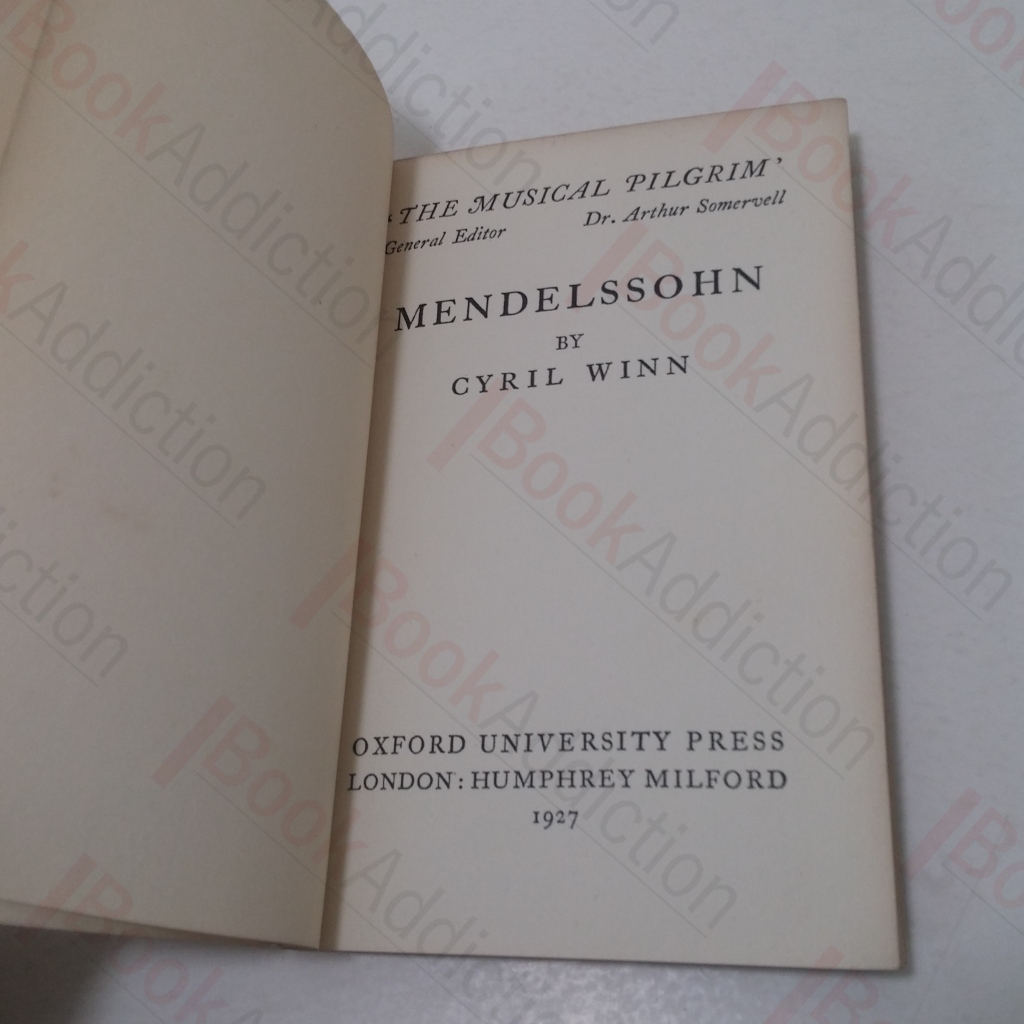 ‘THE MUSICAL PILGRIM’
General Editor Dr. Arthur Somervell
MENDELSSOHN
BY
CYRIL WINN
OXFORD UNIVERSITY PRESS
LONDON: HUMPHREY MILFORD
1927
BookAddiction